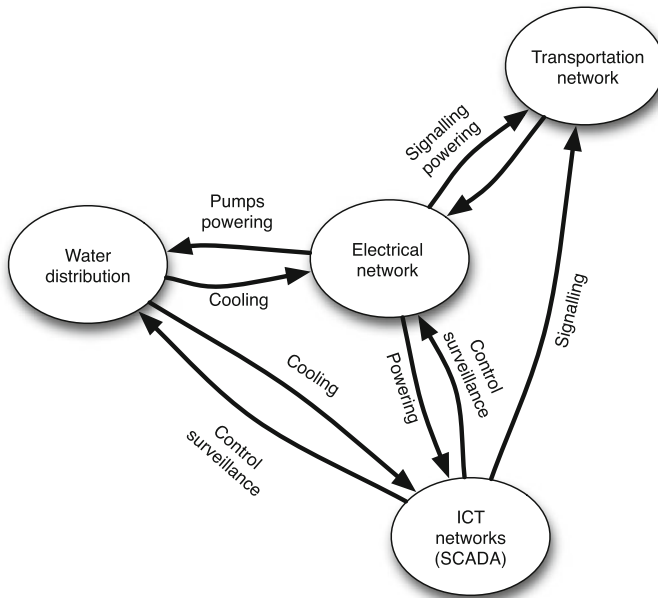 Transportation
network
Signalling
powering
Pumps
powering
Water
distribution
Electrical
network
Cooling
Signalling
Cooling
Powering
Control
surveillance
Control
surveillance
ICT
networks
(SCADA)